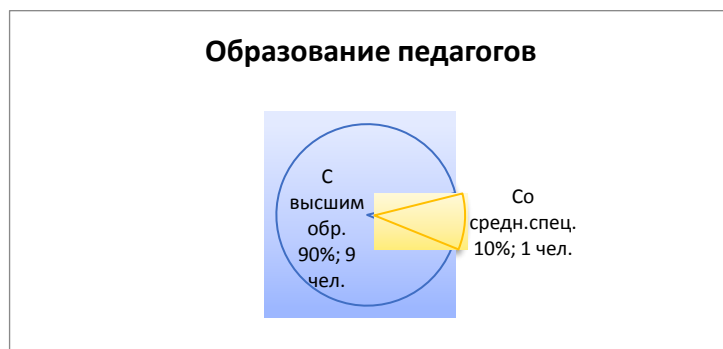 Образование педагогов
С
высшим
обр.
90%; 9
чел.
Со
средн.спец.
10%; 1 чел.